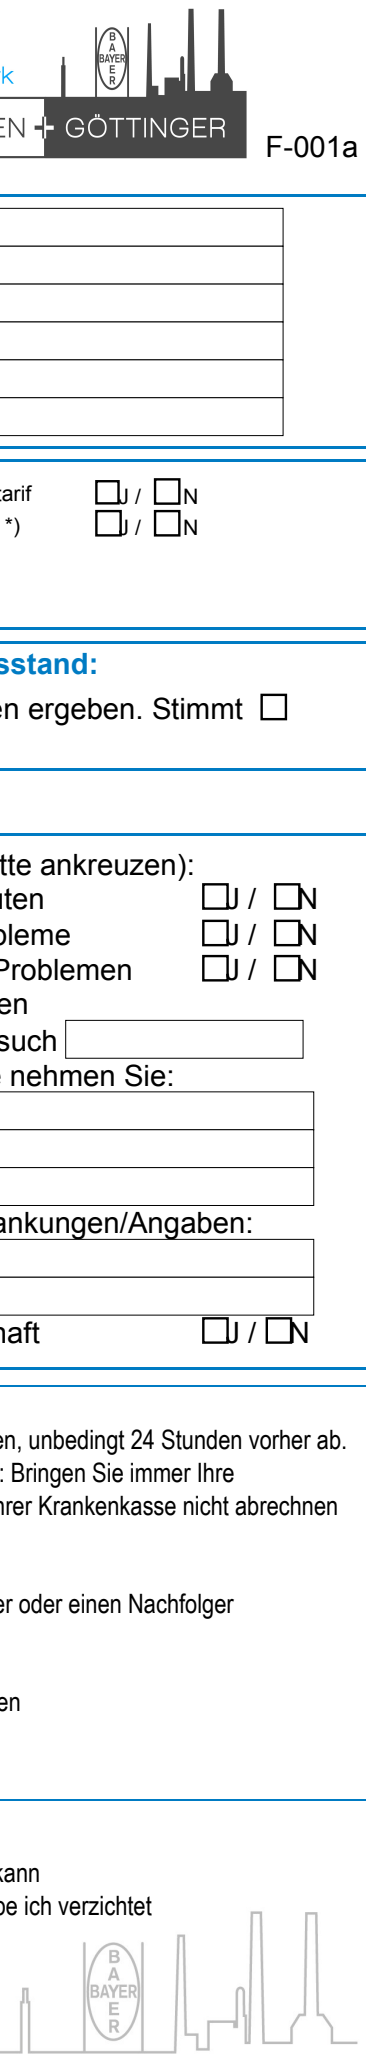 rk
B
A
BAYER
E
R
EN + GÖTTINGER
F-001a
tarif J / N
*) J / N
sstand:
en ergeben. Stimmt
tte ankreuzen):
uten J / N
bleme J / N
Problemen J / N
en
such
e nehmen Sie:
ankungen/Angaben:
haft J / N
en, unbedingt 24 Stunden vorher ab.
: Bringen Sie immer Ihre
hrer Krankenkasse nicht abrechnen
er oder einen Nachfolger
en
kann
be ich verzichtet
B
A
BAYER
E
R